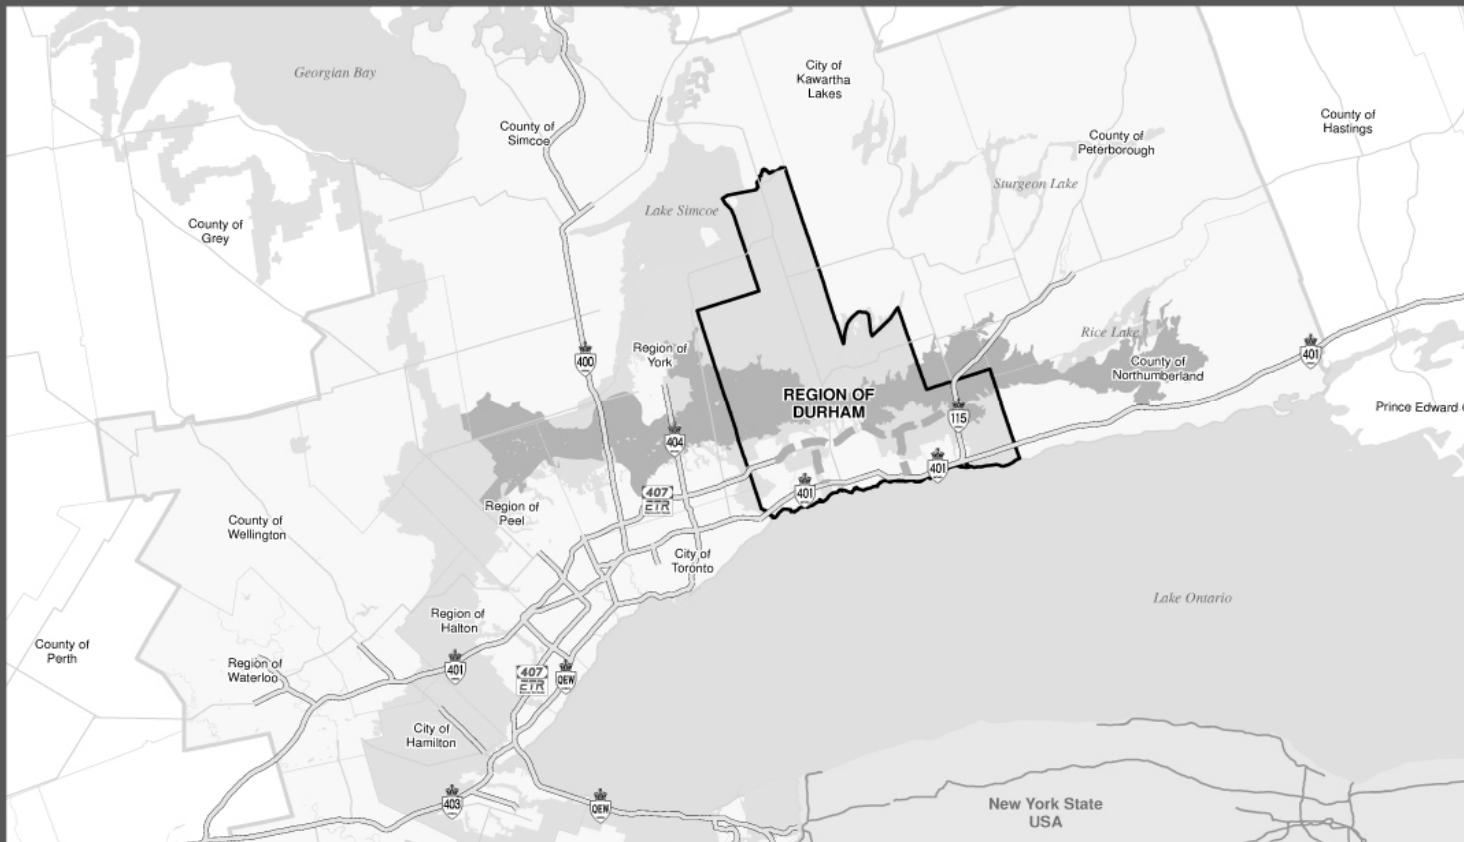 Georgian Bay
City of
Kawartha
Lakes
County of
Simcoe
County of
Hastings
County of
Peterborough
Sturgeon Lake
Lake Simcoe
County of
Grey
Rice Lake
Region of
York
400
401
County of
Northumberland
REGION OF
DURHAM
Prince Edward
115
404
401
401
407
ETR
Region of
Peel
County of
Wellington
City of
Toronto
Lake Ontario
Region of
Halton
County of
Perth
Region of
Waterloo
401
407
ETR
QEW
City of
Hamilton
403
QEW
New York State
USA